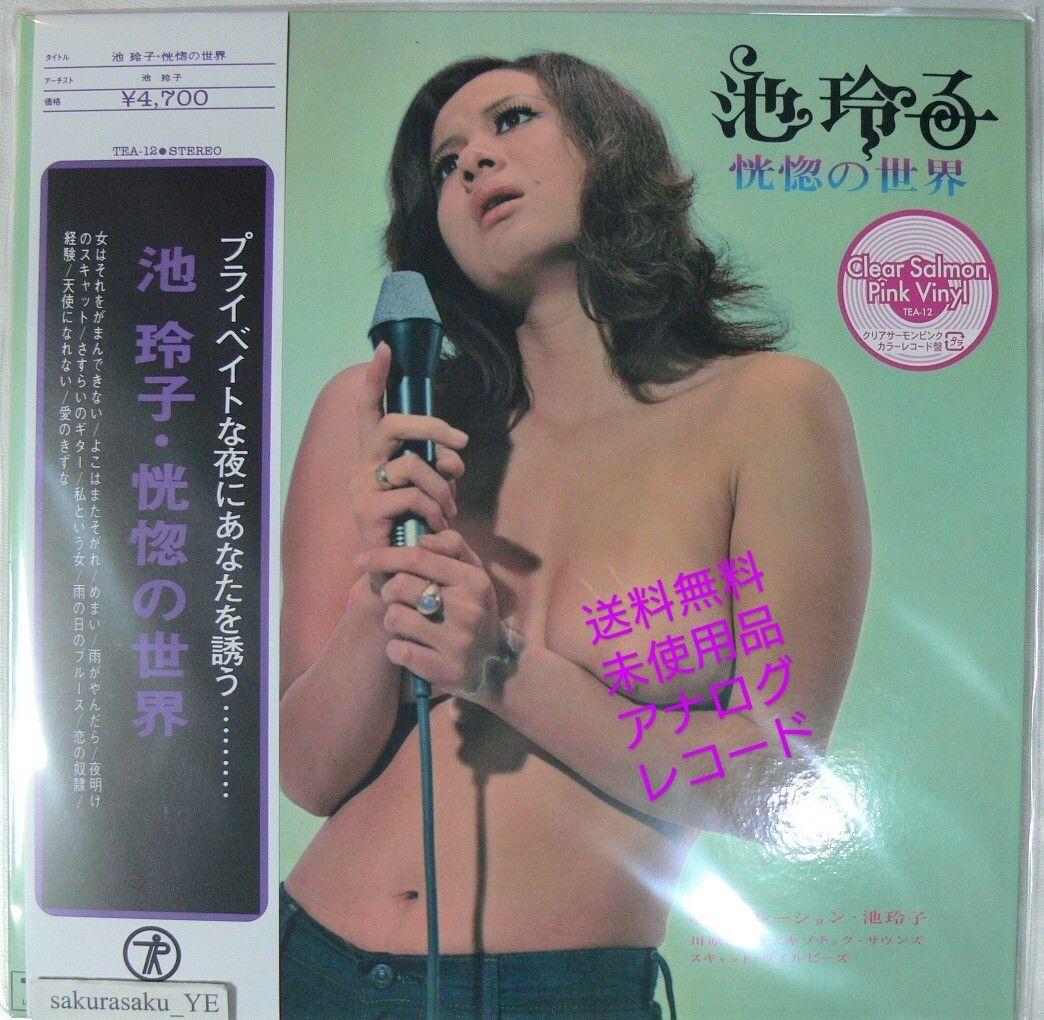 タイトル 池 玲子・恍惚の世界
アーチスト 池 玲子
価格 ¥4,700
TEA-12●STEREO
プライベイトな夜にあなたを誘う………
池 玲子・恍惚の世界
女はそれをがまんできない/よこはまたそがれ/めまい/雨がやんだら/夜明け
のスキャット/さすらいのギター/私という女/雨の日のブルース/恋の奴隷/
経験/天使になれない/愛のきずな
池玲子
恍惚の世界
Clear Salmon
Pink Vinyl
TEA-12
クリアサーモンピンク
カラーレコード盤
プラ
送料無料
未使用品
アナログ
レコード
ーション・池玲子
キゾチック・サウンズ
スキャット
sakurasaku_YE